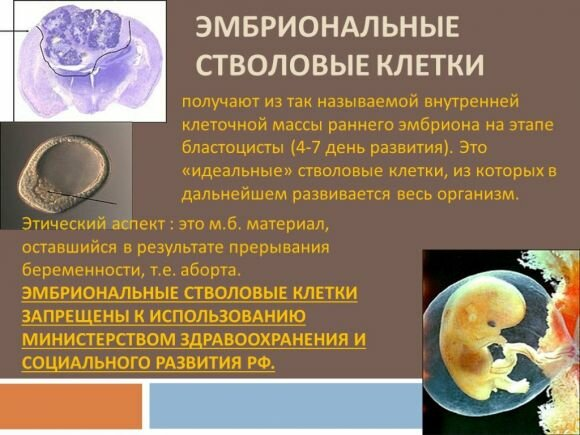 ЭМБРИОНАЛЬНЫЕ
СТВОЛОВЫЕ КЛЕТКИ
получают из так называемой внутренней
клеточной массы раннего эмбриона на этапе
бластоцисты (4-7 день развития). Это
«идеальные» стволовые клетки, из которых в
дальнейшем развивается весь организм.
Этический аспект : это м.б. материал,
оставшийся в результате прерывания
беременности, т.е. аборта.
ЭМБРИОНАЛЬНЫЕ СТВОЛОВЫЕ КЛЕТКИ
ЗАПРЕЩЕНЫ К ИСПОЛЬЗОВАНИЮ
МИНИСТЕРСТВОМ ЗДРАВООХРАНЕНИЯ И
СОЦИАЛЬНОГО РАЗВИТИЯ РФ.